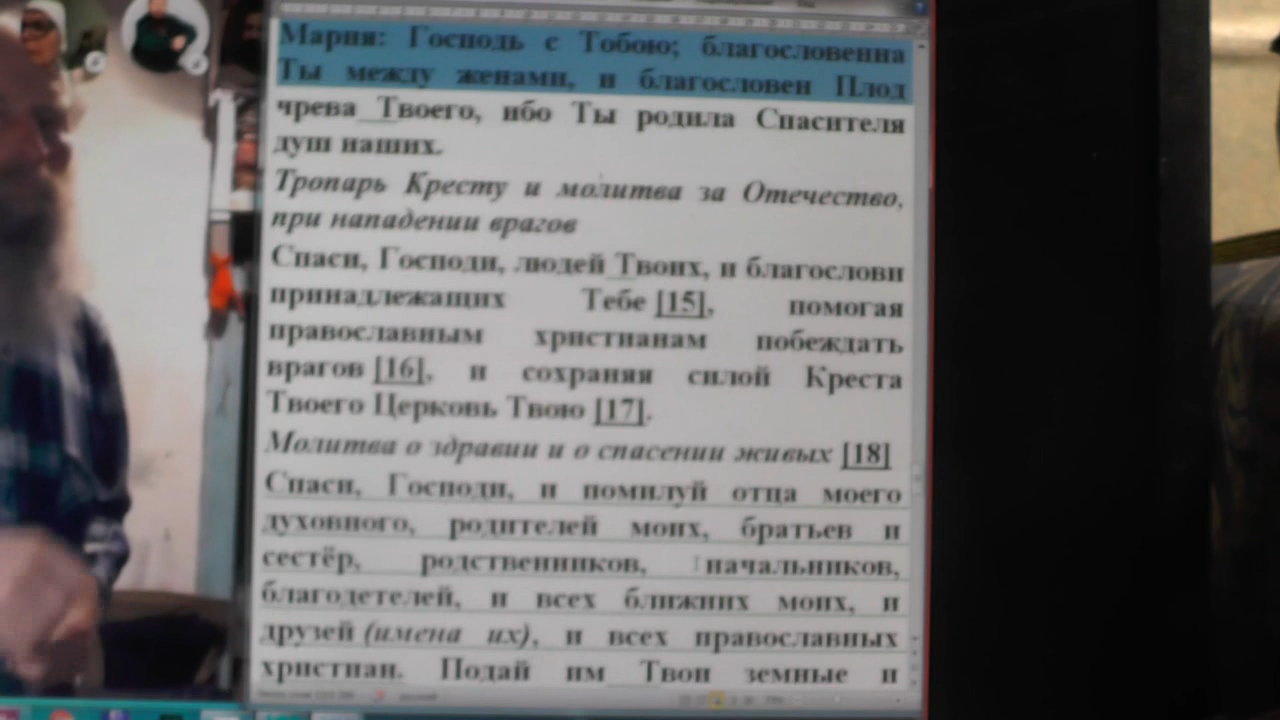 Мария: Господь с Тобою; благословенна
Ты между женами, и благословен Плод
чрева Твоего, ибо Ты родила Спасителя
душ наших.
Тропарь Кресту и молитва за Отечество,
при нападении врагов
Спаси, Господи, людей Твоих, и благослови
принадлежащих Тебе [15], помогая
православным христианам побеждать
врагов [16], и сохраняя силой Креста
Твоего Церковь Твою [17].
Молитва о здравии и о спасении живых [18]
Спаси, Господи, и помилуй отца моего
духовного, родителей моих, братьев и
сестёр, родственников, начальников,
благодетелей, и всех ближних моих, и
друзей (имена их), и всех православных
христиан. Подай им Твои земные и